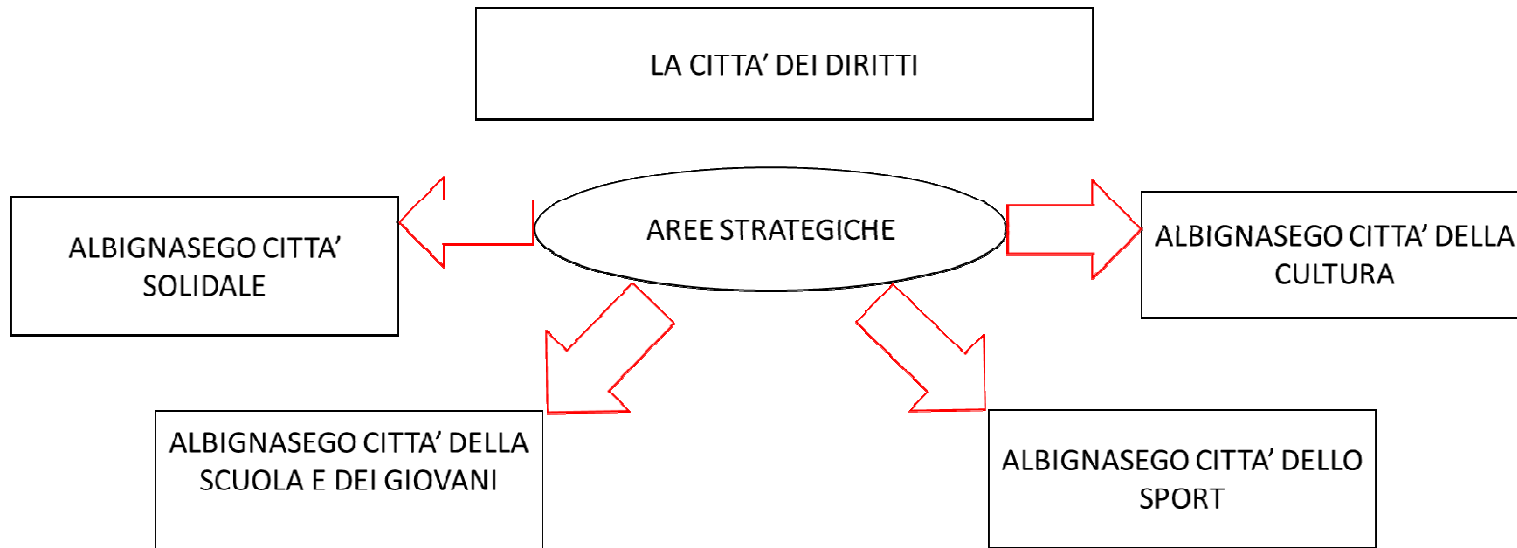 LA CITTA’ DEI DIRITTI
AREE STRATEGICHE
ALBIGNASEGO CITTA’
SOLIDALE
ALBIGNASEGO CITTA’ DELLA
CULTURA
ALBIGNASEGO CITTA’ DELLA
SCUOLA E DEI GIOVANI
ALBIGNASEGO CITTA’ DELLO
SPORT